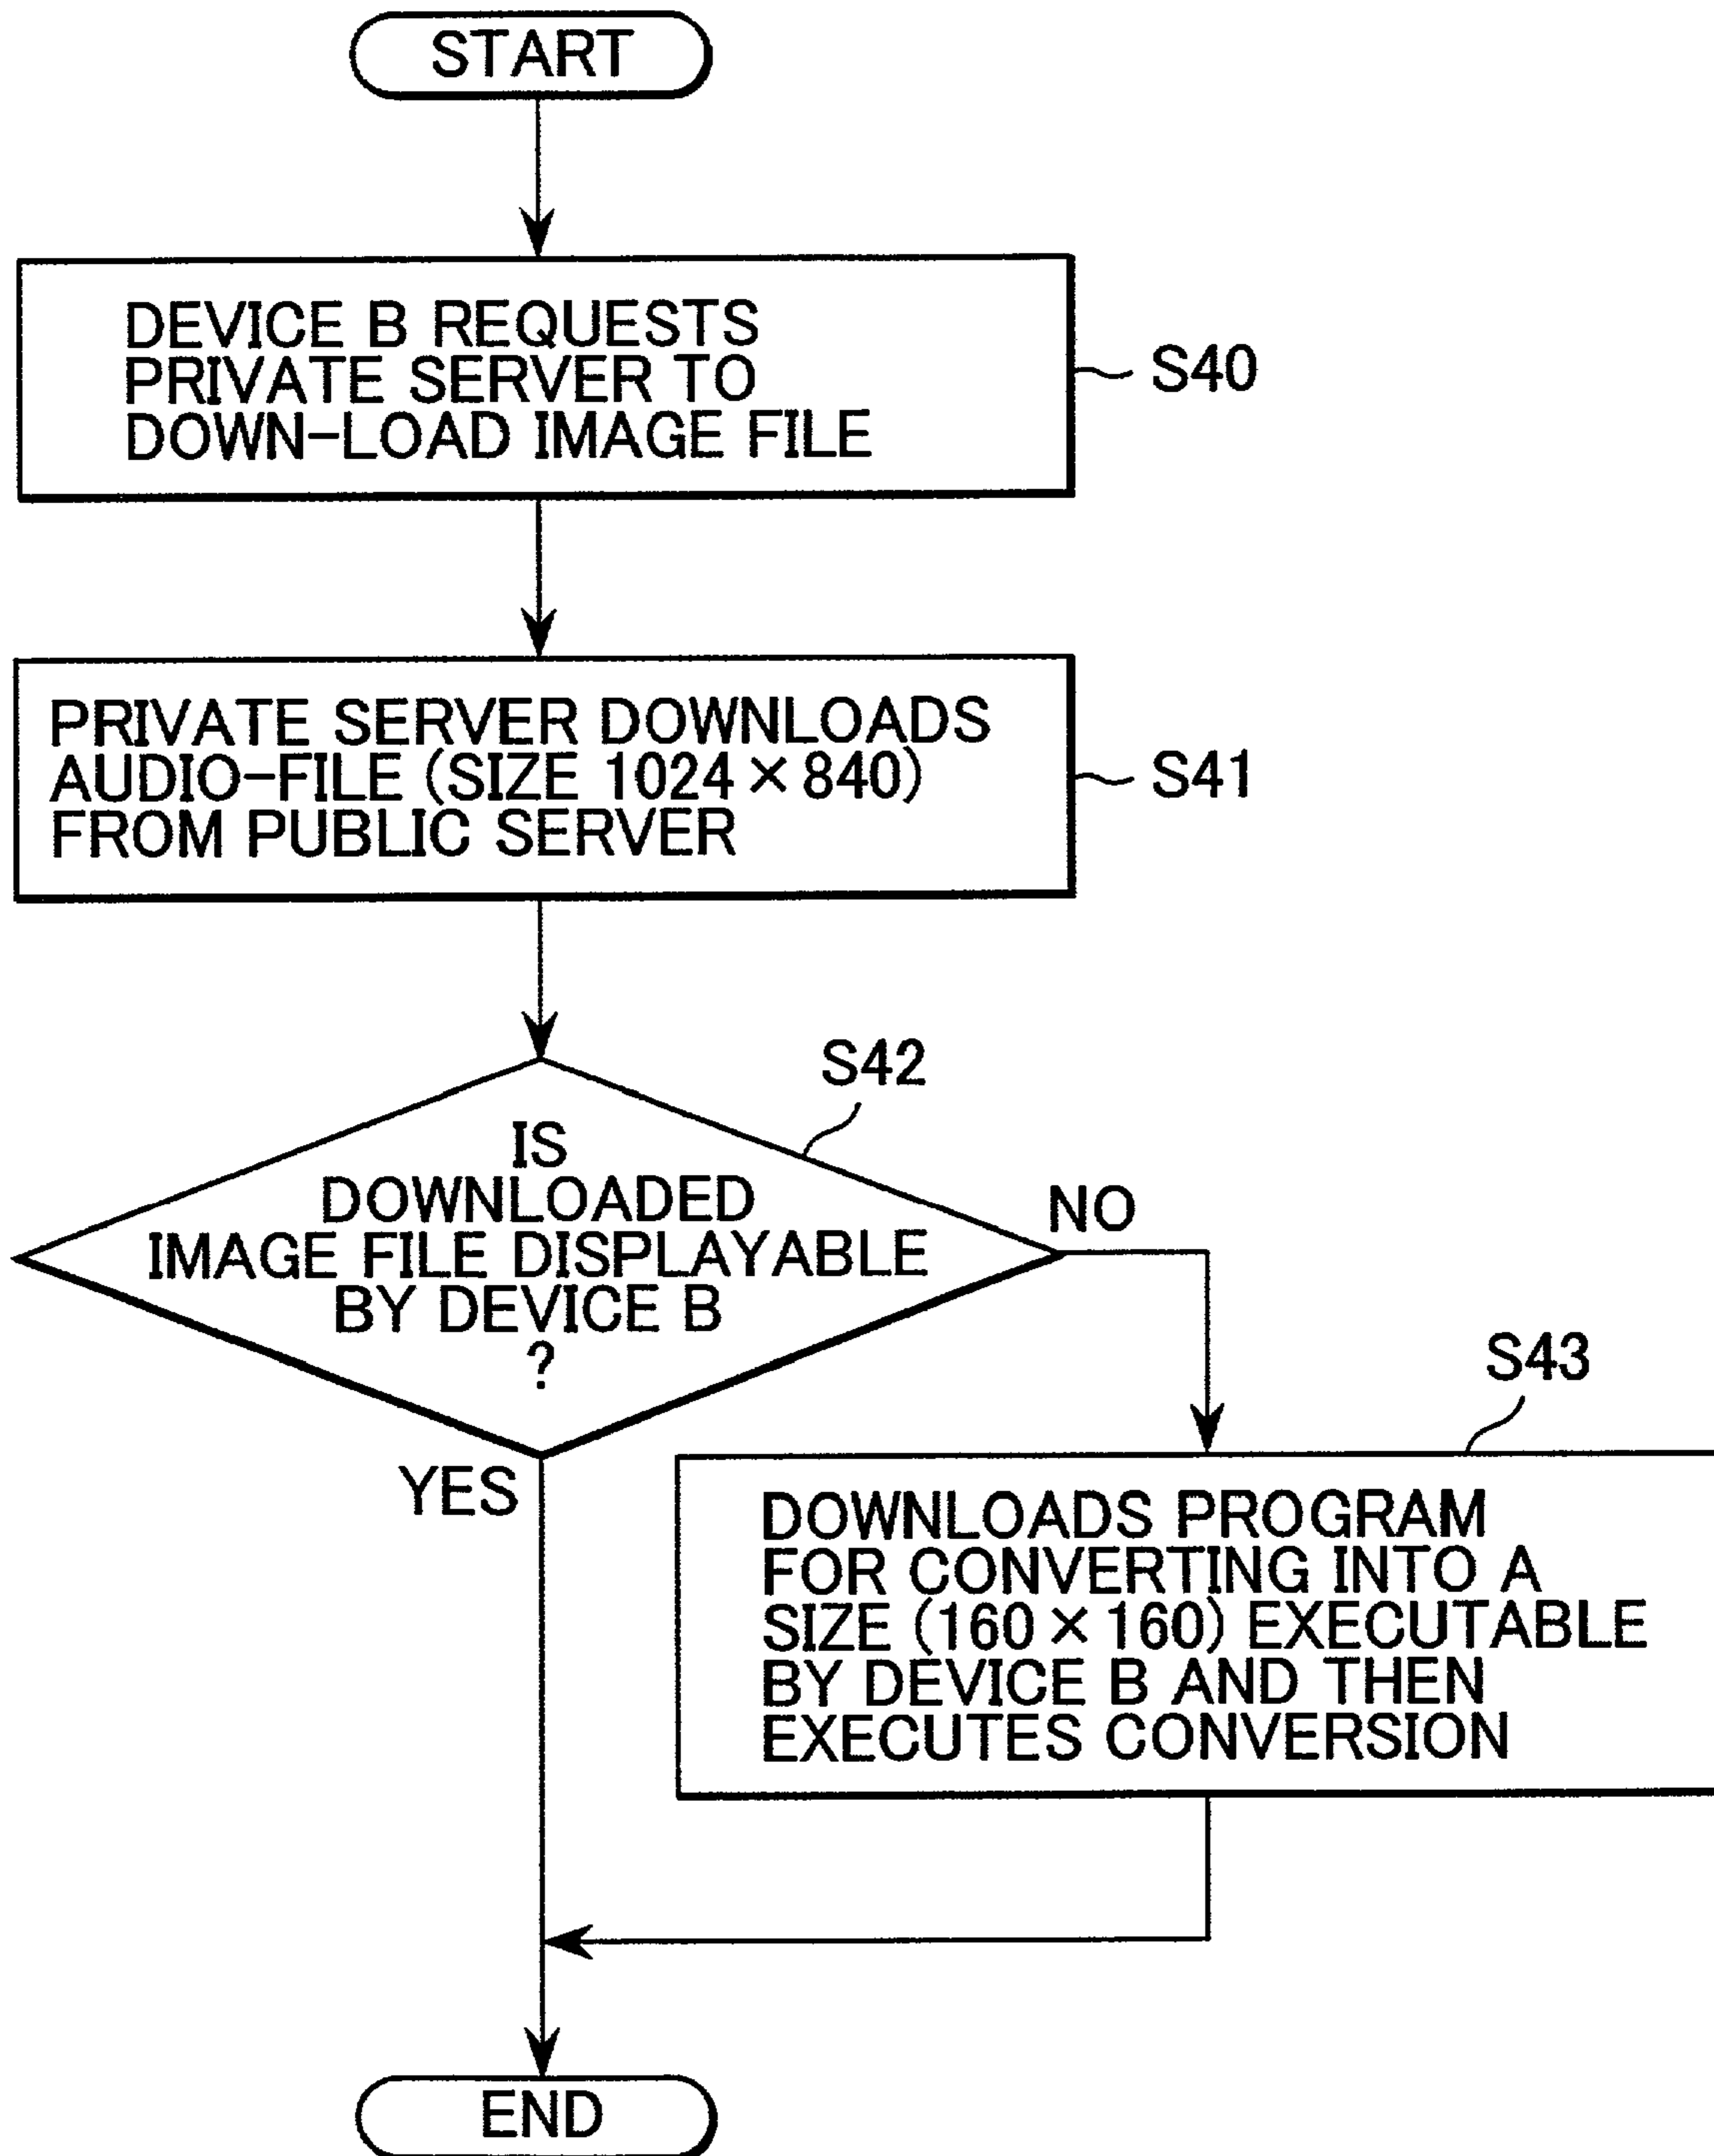 START
DEVICE B REQUESTS
PRIVATE SERVER TO
DOWN-LOAD IMAGE FILE
S40
PRIVATE SERVER DOWNLOADS
AUDIO-FILE (SIZE 1024×840)
FROM PUBLIC SERVER
S41
S42
IS
DOWNLOADED
IMAGE FILE DISPLAYABLE
BY DEVICE B
?
NO
YES
S43
DOWNLOADS PROGRAM
FOR CONVERTING INTO A
SIZE (160×160) EXECUTABLE
BY DEVICE B AND THEN
EXECUTES CONVERSION
END